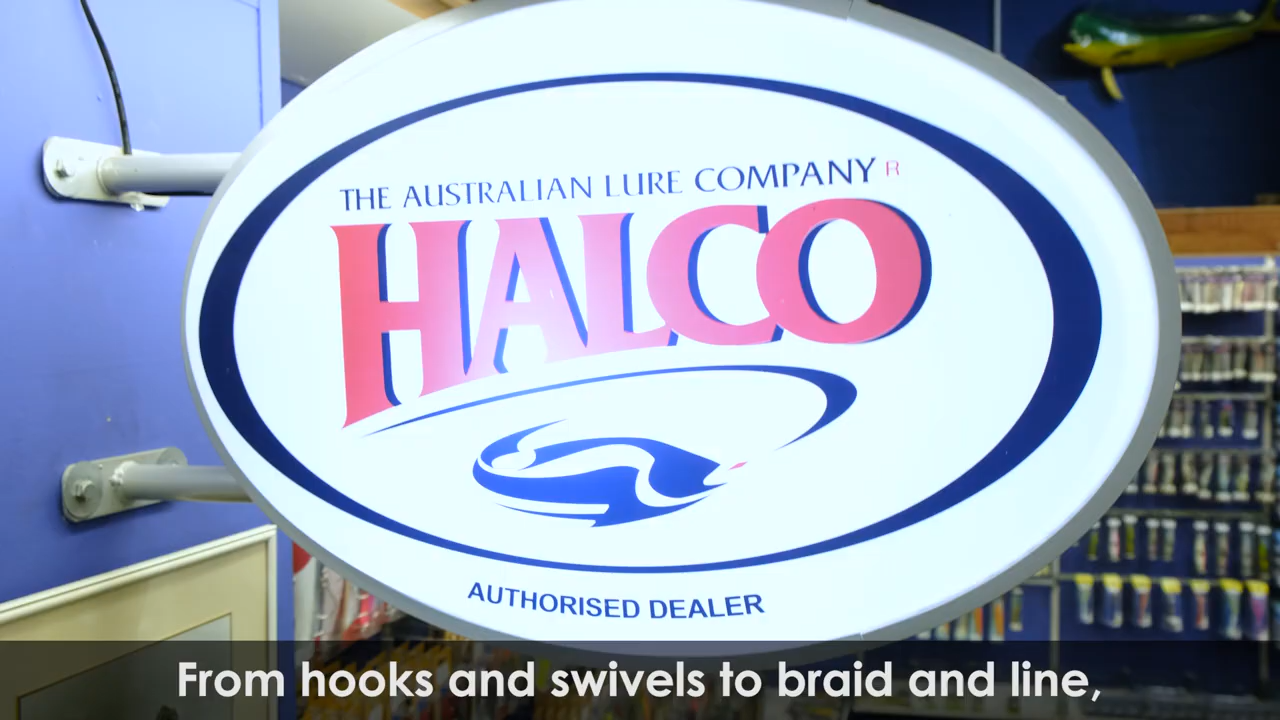 THE AUSTRALIAN LURE COMPANY R
HALCO
AUTHORISED DEALER
From hooks and swivels to braid and line,